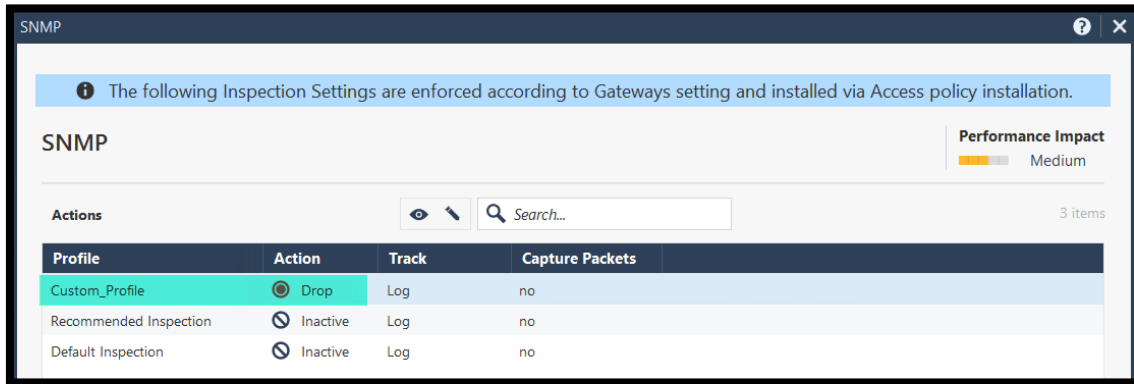 SNMP
The following Inspection Settings are enforced according to Gateways setting and installed via Access policy installation.
SNMP
Performance Impact
Medium
Actions
Search...
3 items
Profile Action Track Capture Packets
Custom_Profile Drop Log no
Recommended Inspection Inactive Log no
Default Inspection Inactive Log no